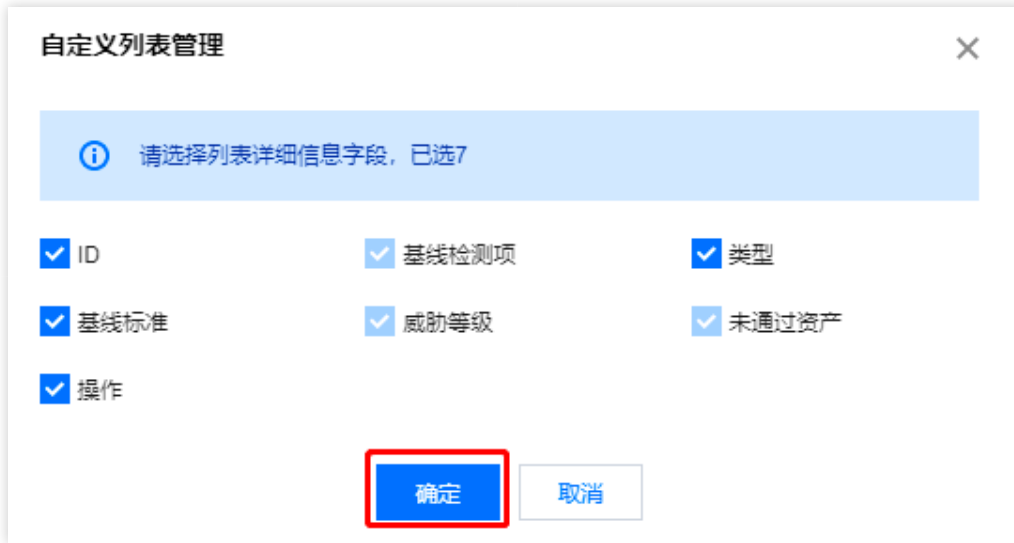 自定义列表管理
请选择列表详细信息字段，已选7
ID 基线检测项 类型
基线标准 威胁等级 未通过资产
操作
确定 取消